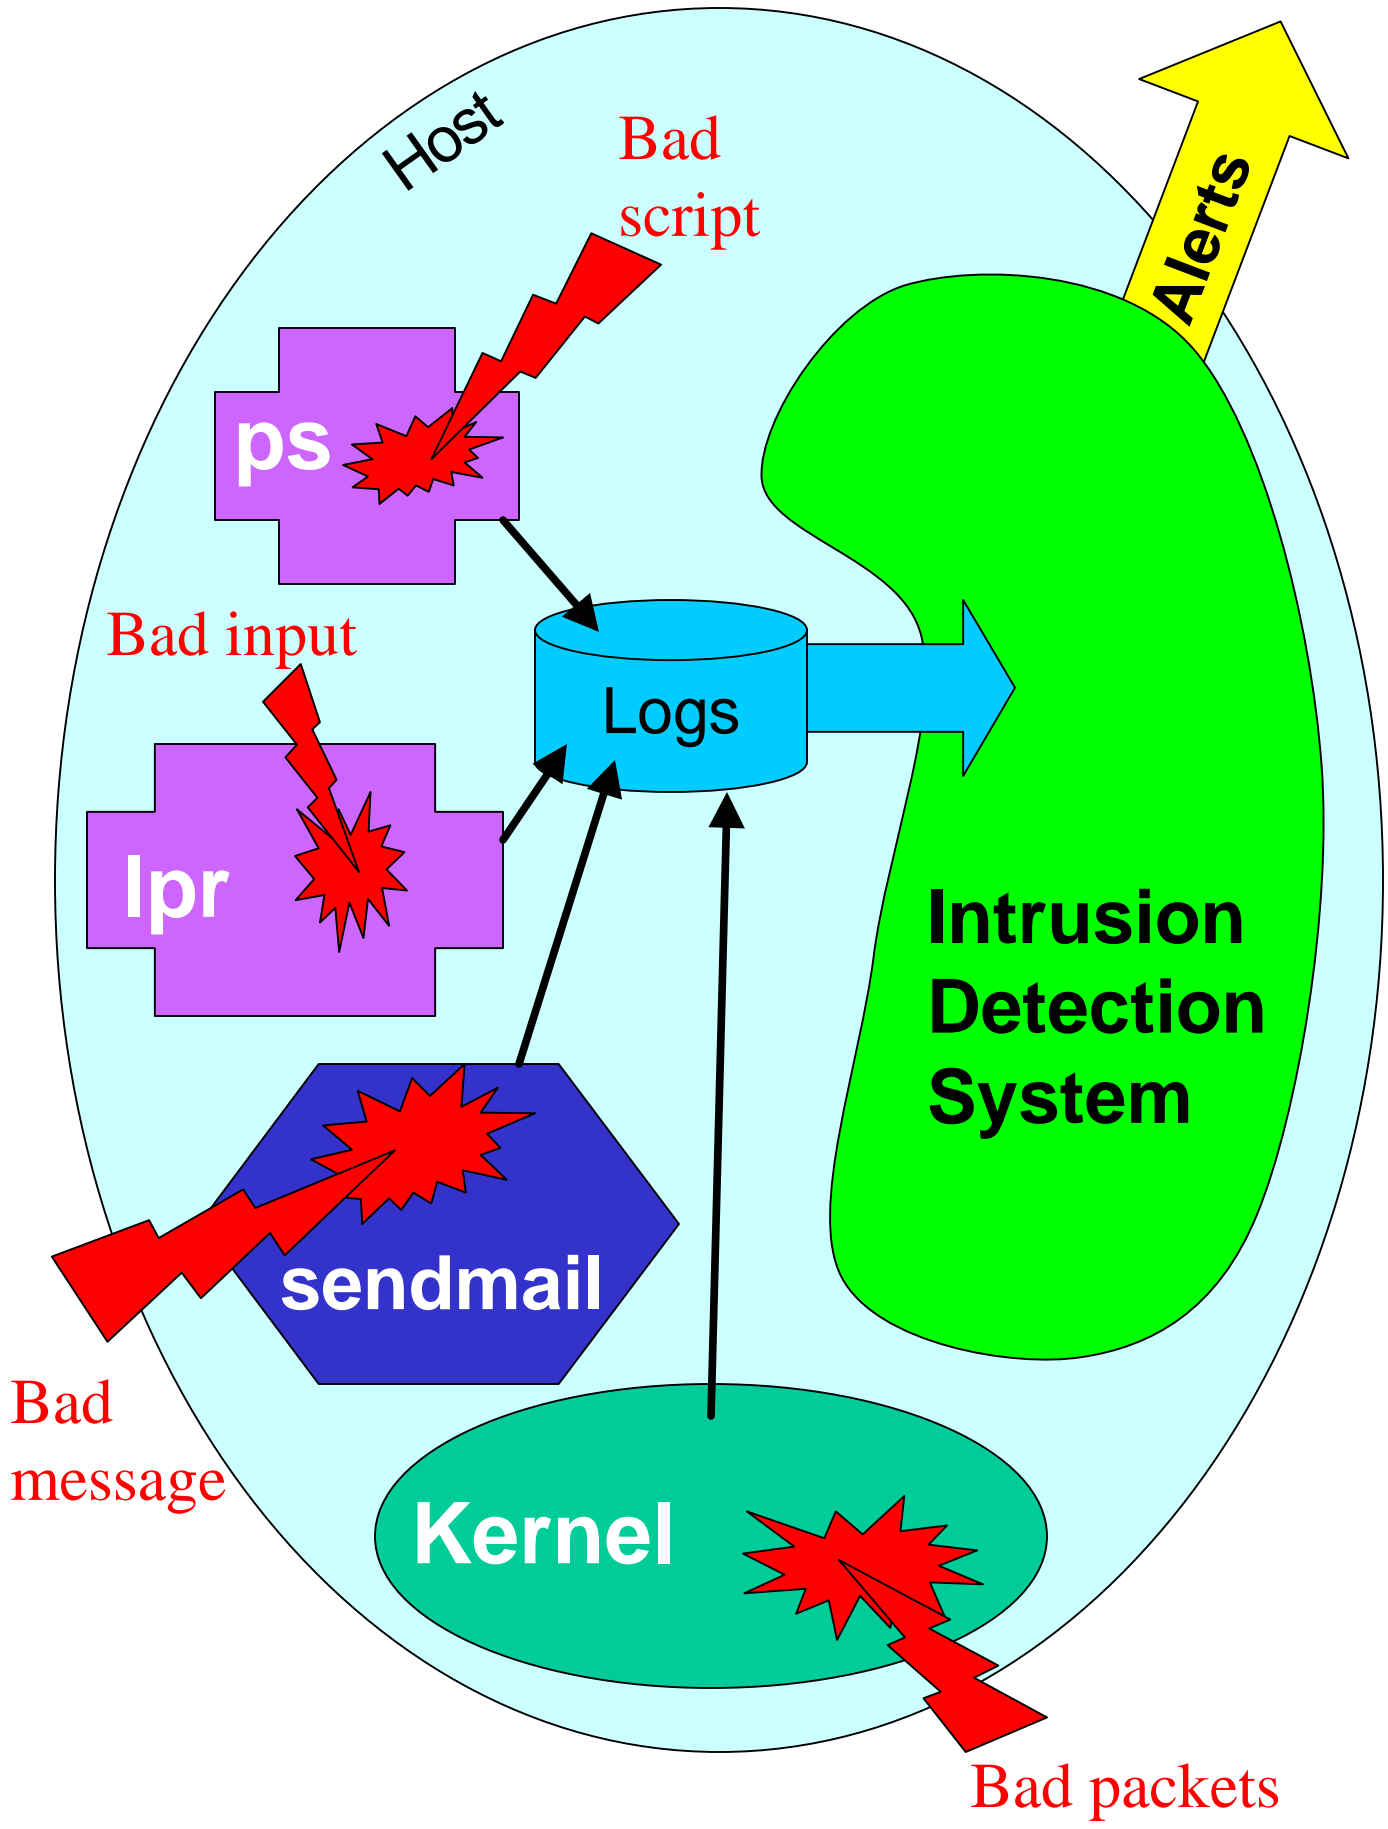 Host
Bad
script
Alerts
ps
Bad input
Logs
lpr
Intrusion
Detection
System
sendmail
Bad
message
Kernel
Bad packets